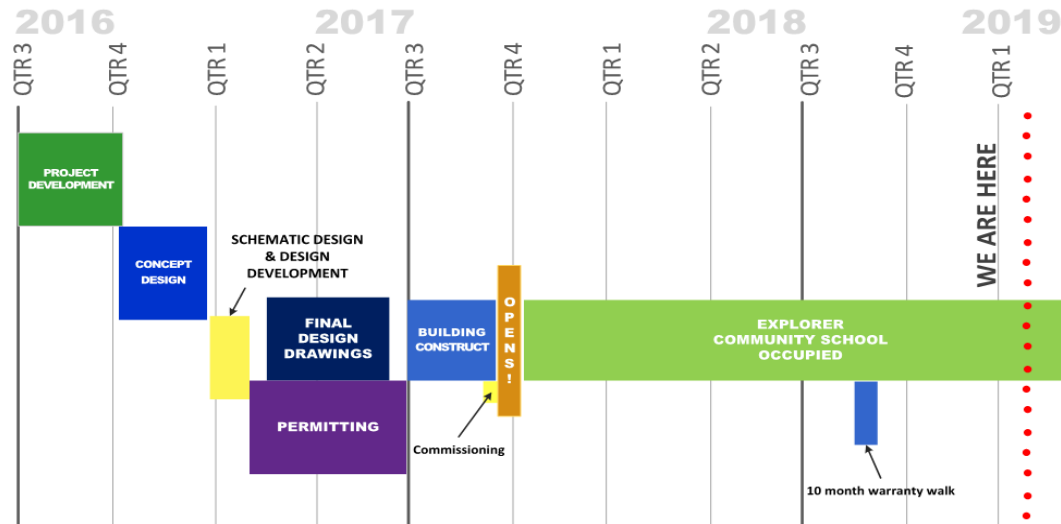 2016 2017 2018 2019
QTR 3 QTR 4 QTR 1 QTR 2 QTR 3 QTR 4 QTR 1 QTR 2 QTR 3 QTR 4 QTR 1
PROJECT
DEVELOPMENT
CONCEPT
DESIGN
SCHEMATIC DESIGN
& DESIGN
DEVELOPMENT
FINAL
DESIGN
DRAWINGS
PERMITTING
BUILDING
CONSTRUCT
Commissioning
OPENS!
EXPLORER
COMMUNITY SCHOOL
OCCUPIED
10 month warranty walk
WE ARE HERE